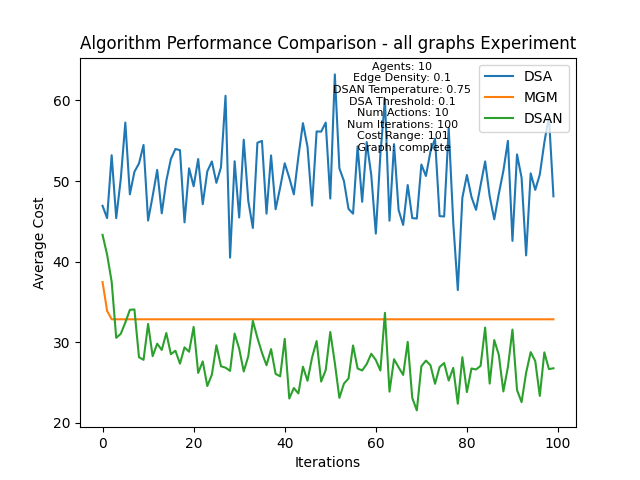 Algorithm Performance Comparison - all graphs Experiment
Agents: 10
Edge Density: 0.1
DSAN Temperature: 0.75
DSA Threshold: 0.1
Num Actions: 10
Num Iterations: 100
Cost Range: 101
Graph: complete
DSA
MGM
DSAN
60
50
40
30
20
Average Cost
0
20
40
60
80
100
Iterations